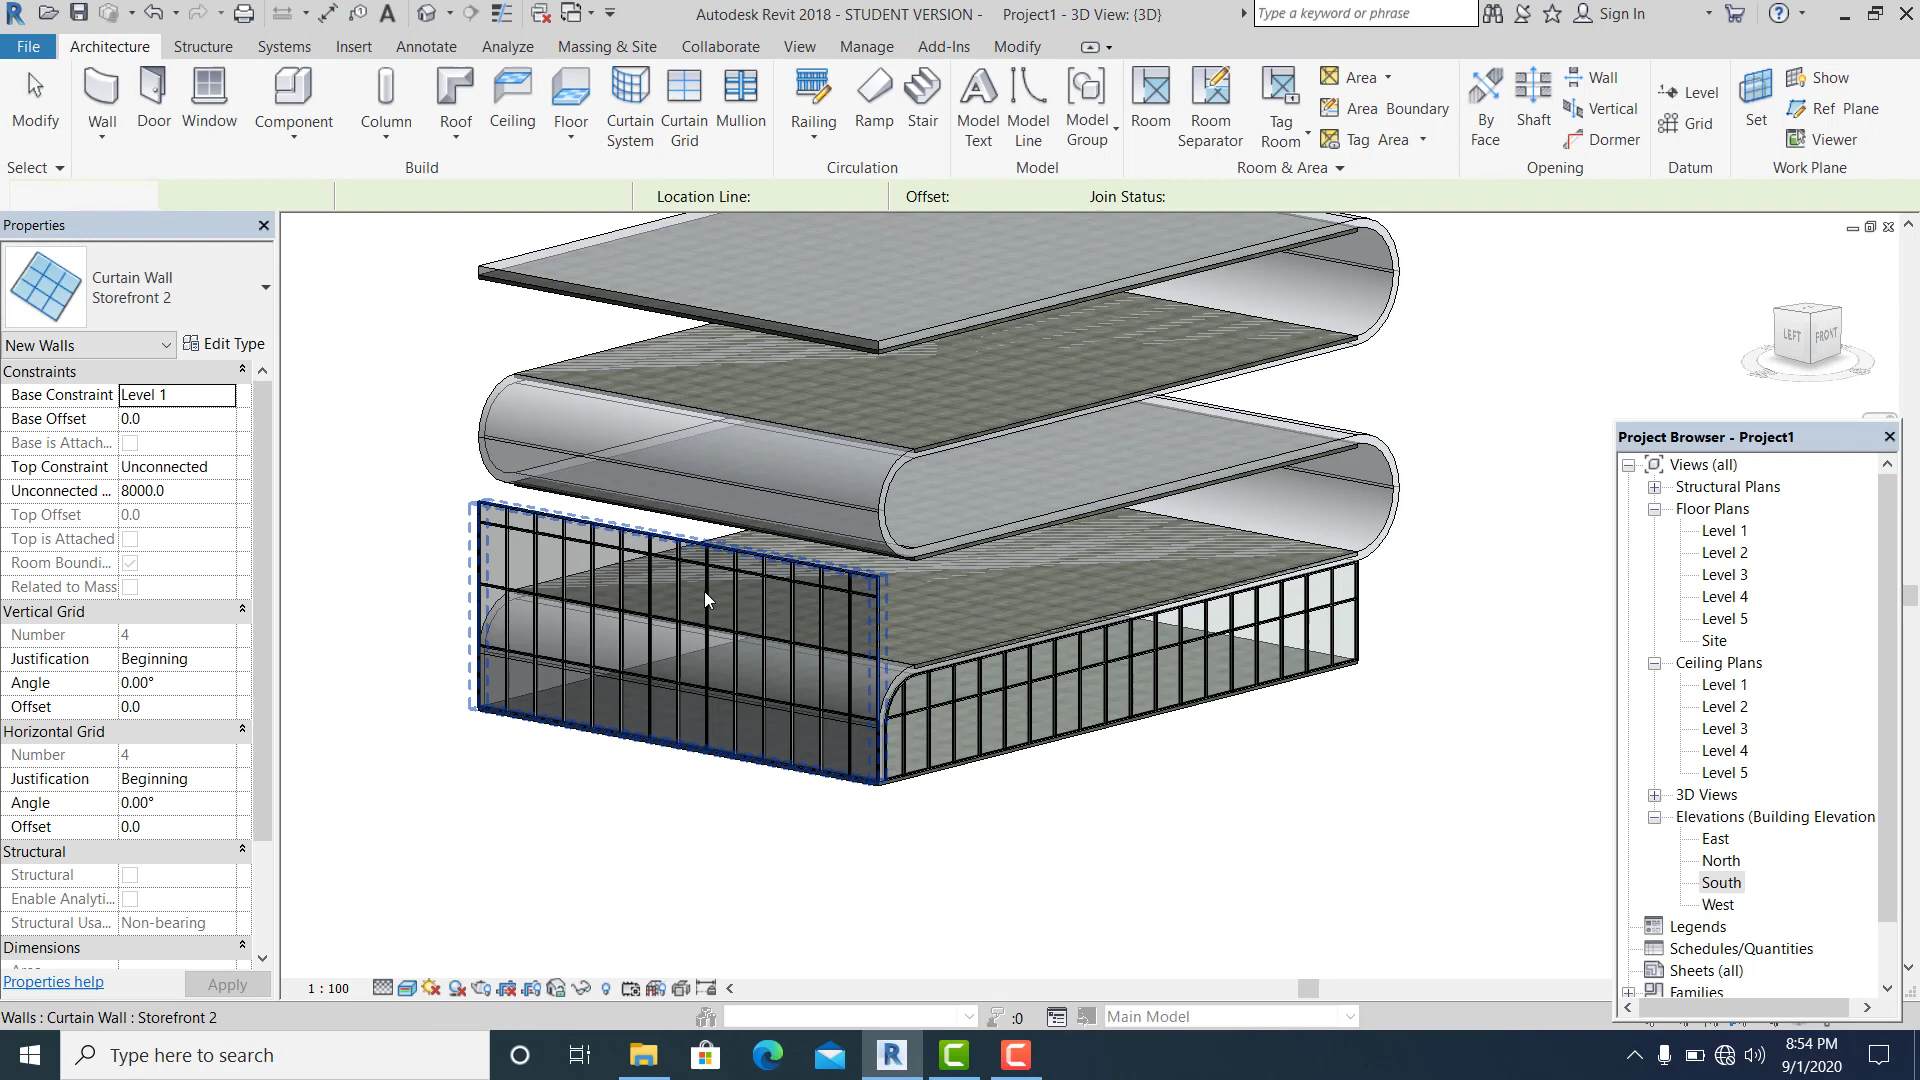 Autodesk Revit 2018 - STUDENT VERSION - Project1 - 3D View: {3D}
Type a keyword or phrase
Sign In
File Architecture Structure Systems Insert Annotate Analyze Massing & Site Collaborate View Manage Add-Ins Modify
Modify Wall Door Window Component Column Roof Ceiling Floor Curtain System Curtain Grid Mullion Railing Ramp Stair Model Text Model Line Model Group Room Room Separator Tag Room
Area
Area Boundary
Tag Area
By Face Shaft
Wall
Vertical
Dormer
Level
Grid
Set
Show
Ref Plane
Viewer
Select Build Circulation Model Room & Area Opening Datum Work Plane
Location Line: Offset: Join Status:
Properties
Curtain Wall
Storefront 2
New Walls Edit Type
Constraints
Base Constraint Level 1
Base Offset 0.0
Base is Attach...
Top Constraint Unconnected
Unconnected ... 8000.0
Top Offset 0.0
Top is Attached
Room Boundi...
Related to Mass
Vertical Grid
Number 4
Justification Beginning
Angle 0.00°
Offset 0.0
Horizontal Grid
Number 4
Justification Beginning
Angle 0.00°
Offset 0.0
Structural
Structural
Enable Analyti...
Structural Usa... Non-bearing
Dimensions
Properties help Apply
LEFT FRONT
Project Browser - Project1
Views (all)
Structural Plans
Floor Plans
Level 1
Level 2
Level 3
Level 4
Level 5
Site
Ceiling Plans
Level 1
Level 2
Level 3
Level 4
Level 5
3D Views
Elevations (Building Elevation
East
North
South
West
Legends
Schedules/Quantities
Sheets (all)
Families
1 : 100
Walls : Curtain Wall : Storefront 2
:0
Main Model
Type here to search
8:54 PM
9/1/2020